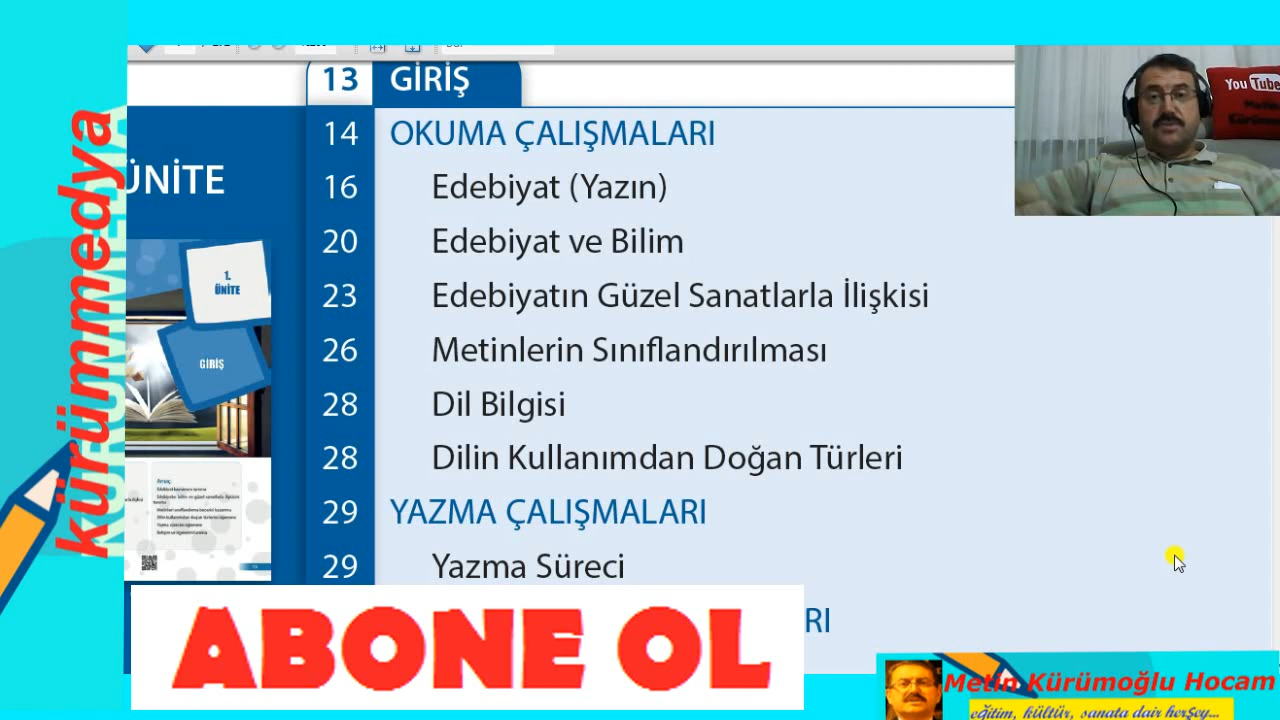 13 GİRİŞ
14 OKUMA ÇALIŞMALARI
16 Edebiyat (Yazın)
20 Edebiyat ve Bilim
23 Edebiyatın Güzel Sanatlarla İlişkisi
26 Metinlerin Sınıflandırılması
28 Dil Bilgisi
28 Dilin Kullanımdan Doğan Türleri
29 YAZMA ÇALIŞMALARI
29 Yazma Süreci
RI
ÜNİTE
1.
ÜNİTE
GİRİŞ
kürümmedya
You Tube
ABONE OL
Metin Kürümoğlu Hocam
eğitim, kültür, sanata dair herşey...